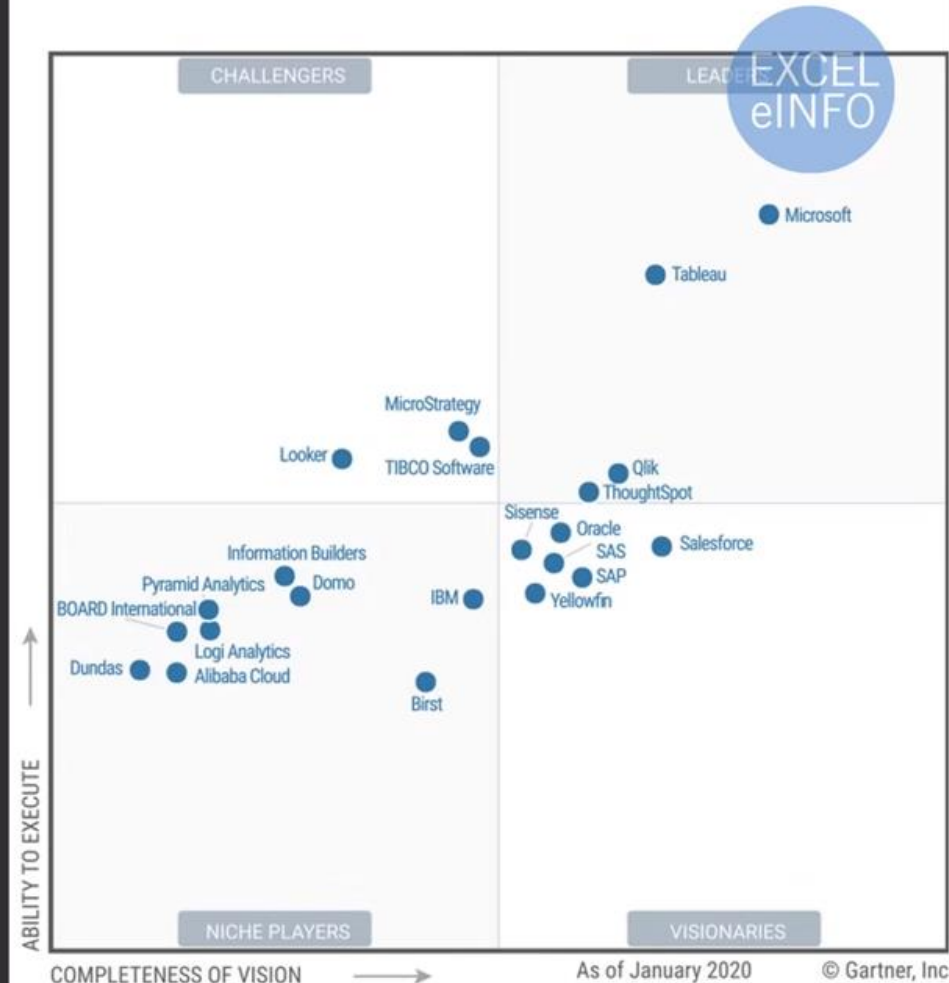 CHALLENGERS
LEADERS
EXCEL
eINFO
Microsoft
Tableau
MicroStrategy
Looker
TIBCO Software
Qlik
ThoughtSpot
Sisense
Oracle
SAS
Salesforce
SAP
Yellowfin
Information Builders
Domo
Pyramid Analytics
BOARD International
IBM
Logi Analytics
Dundas
Alibaba Cloud
Birst
ABILITY TO EXECUTE
NICHE PLAYERS
VISIONARIES
COMPLETENESS OF VISION
As of January 2020
© Gartner, Inc